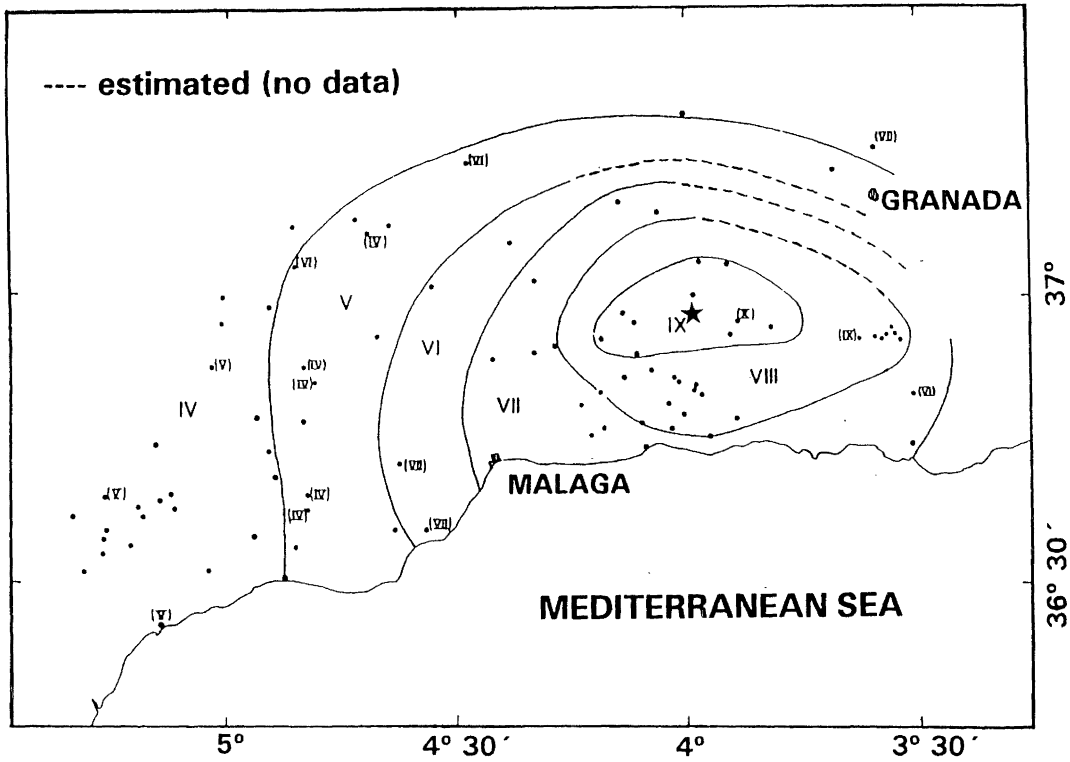 ---- estimated (no data)
(VII)
(VI)
GRANADA
(IV)
(VI)
37°
V
IX
(X)
(IX)
VI
(V)
(IV)
VIII
(IV)
(VI)
IV
VII
(VII)
MALAGA
(V)
(IV)
(IV)
(VII)
36° 30´
MEDITERRANEAN SEA
(V)
5°
4° 30´
4°
3° 30´